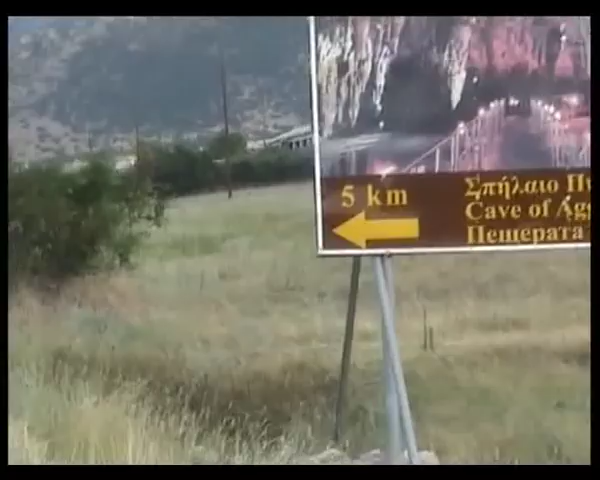 5 km
Σπήλαιο
Cave of
Пещерата